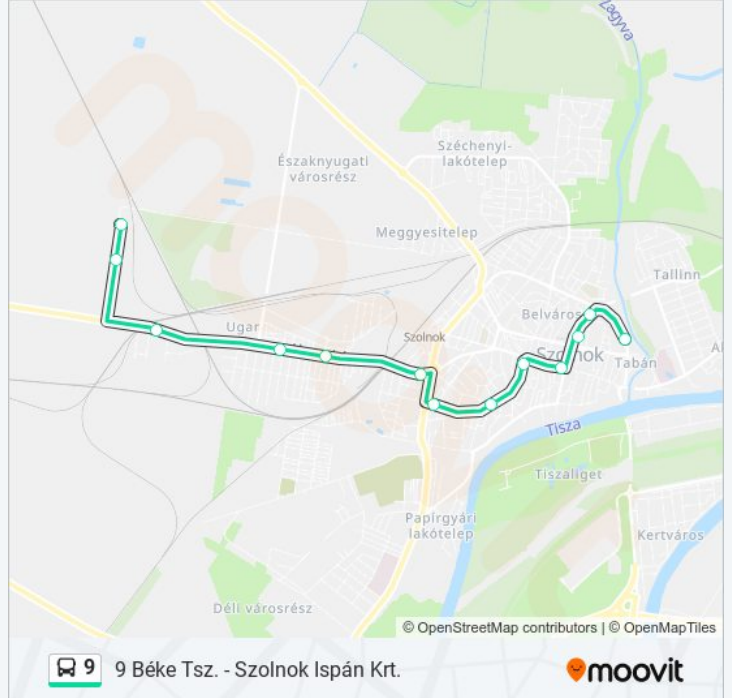 Zagyva
Széchenyi-
lakótelep
Északnyugati
városrész
Meggyesitelep
Tallinn
Belváros
Ugar
Szolnok
Szolnok
Tabán
Tisza
Tiszaliget
Papírgyári
lakótelep
Kertváros
Déli városrész
© OpenStreetMap contributors | © OpenMapTiles
9
9 Béke Tsz. - Szolnok Ispán Krt.
moovit